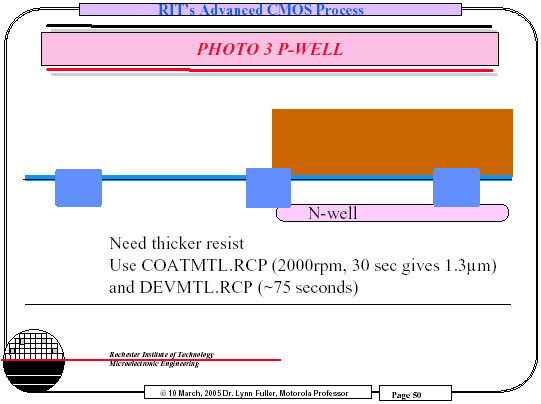 RIT's Advanced CMOS Process
PHOTO 3 P-WELL
N-well
Need thicker resist
Use COATMTL.RCP (2000rpm, 30 sec gives 1.3µm)
and DEVMTL.RCP (~75 seconds)
Rochester Institute of Technology
Microelectronic Engineering
© 10 March, 2005 Dr. Lynn Fuller, Motorola Professor
Page 50